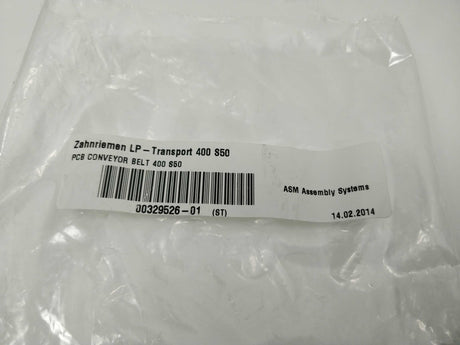 Zahnriemen LP-Transport 400 S50
PCB CONVEYOR BELT 400 S50
ASM Assembly Systems
00329526-01 (ST)
14.02.2014